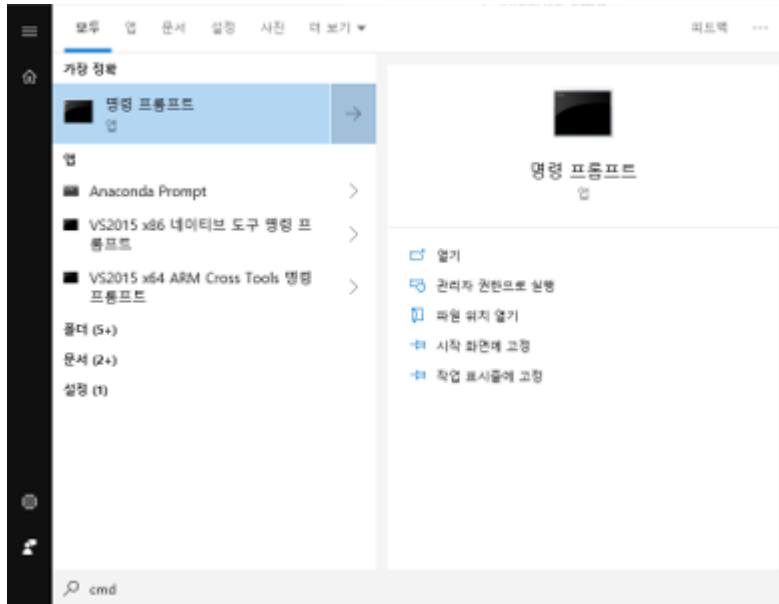 모두 앱 문서 설정 사진 더 보기 피드백 ...
가장 정확
명령 프롬프트
앱
앱
Anaconda Prompt
VS2015 x86 네이티브 도구 명령 프
롬프트
VS2015 x64 ARM Cross Tools 명령
프롬프트
폴더 (5+)
문서 (2+)
설정 (1)
명령 프롬프트
앱
열기
관리자 권한으로 실행
파일 위치 열기
시작 화면에 고정
작업 표시줄에 고정
cmd